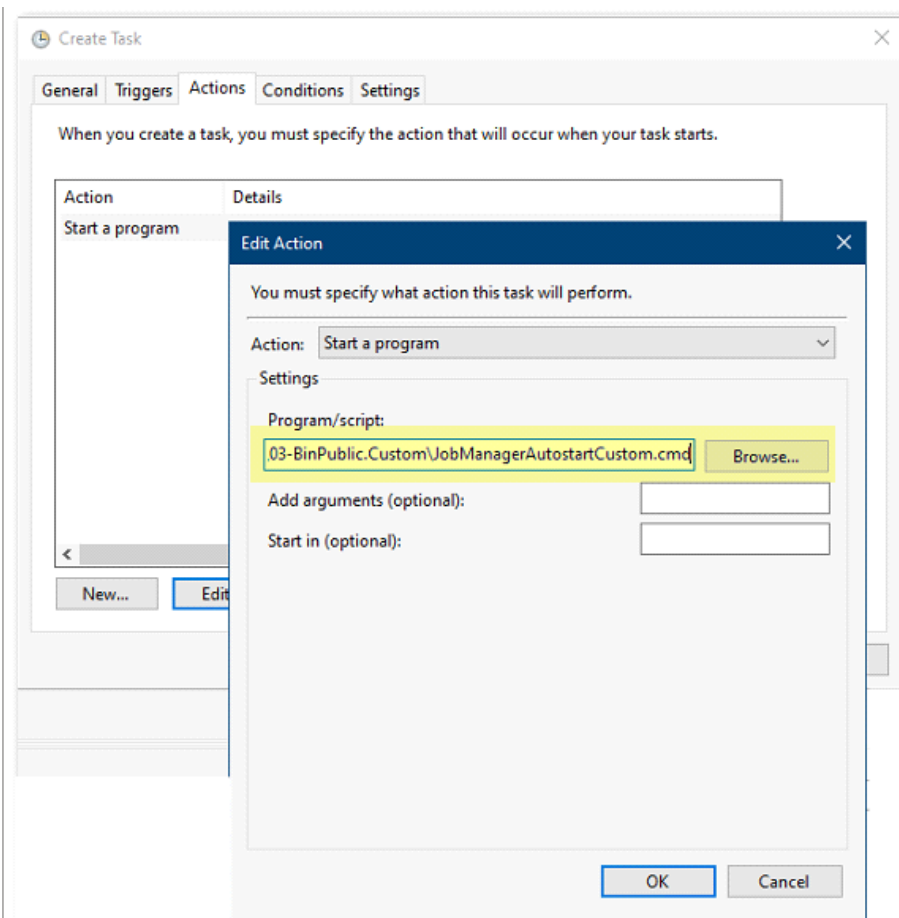 Create Task
General Triggers Actions Conditions Settings
When you create a task, you must specify the action that will occur when your task starts.
Action Details
Start a program
Edit Action
You must specify what action this task will perform.
Action: Start a program
Settings
Program/script:
.03-BinPublic.Custom\JobManagerAutostartCustom.cmd Browse...
Add arguments (optional):
Start in (optional):
New... Edit
OK Cancel